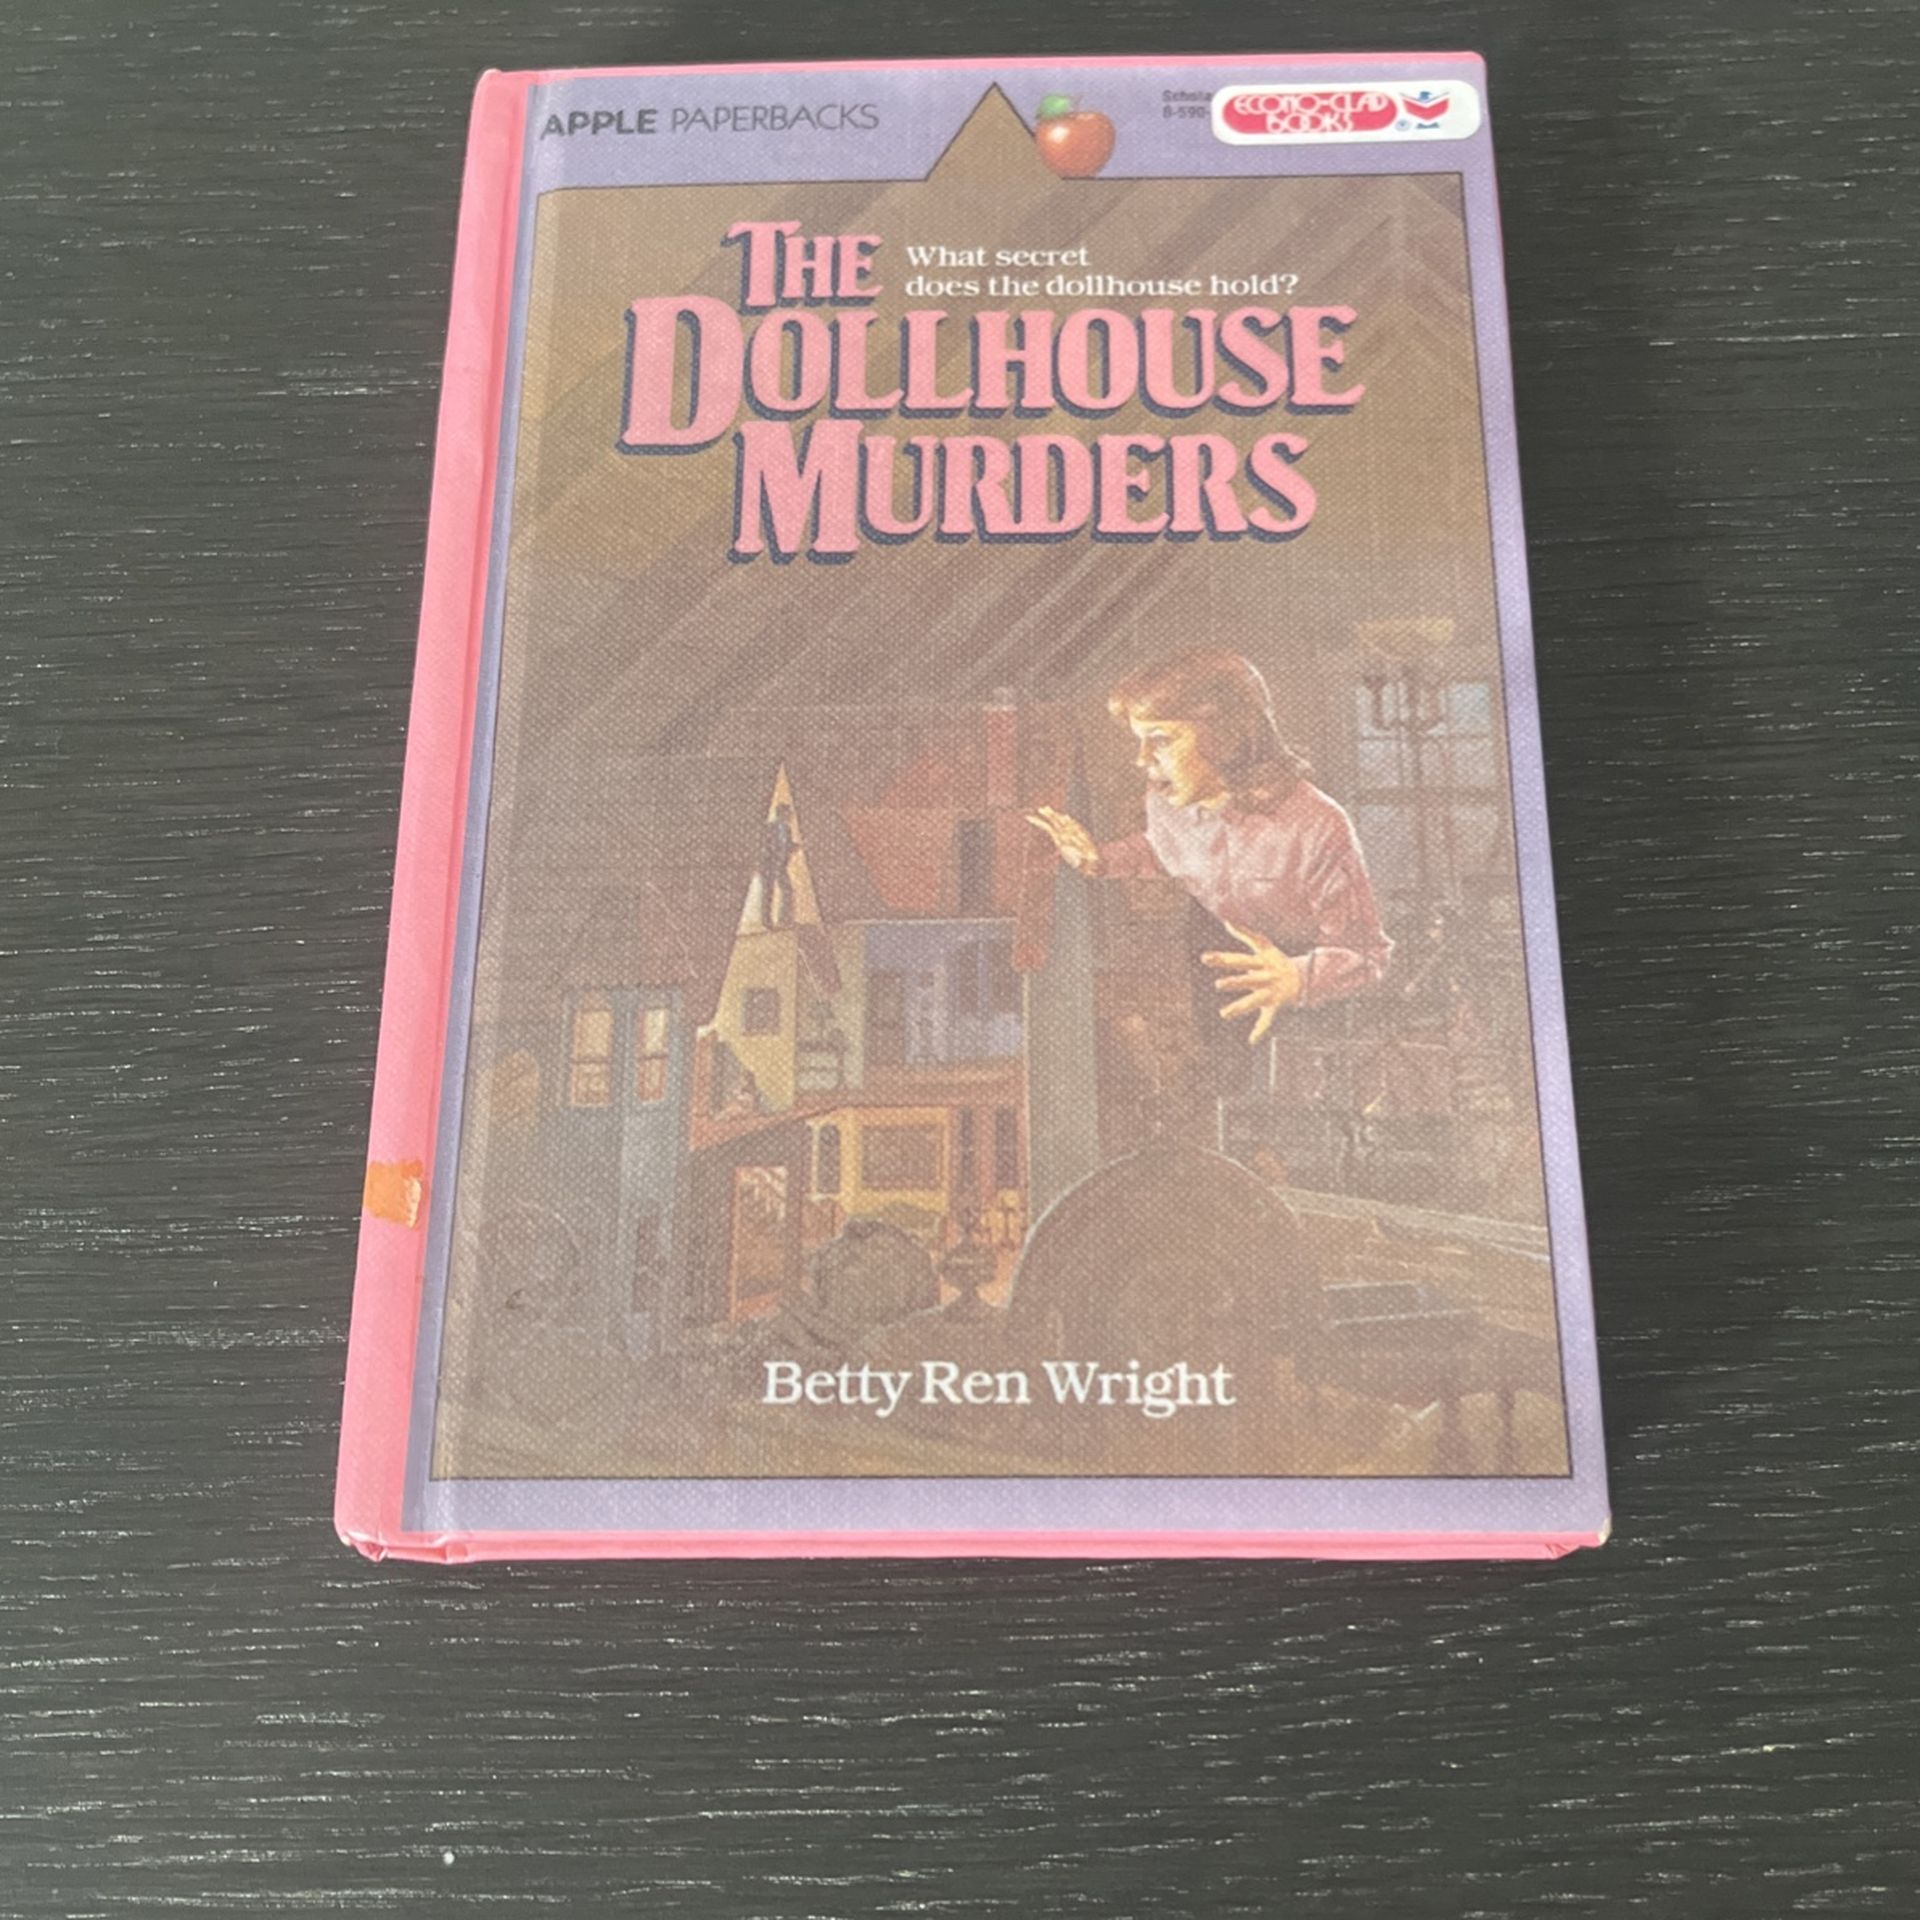 APPLE PAPERBACKS
ECONO-CLAD
BOOKS
THE
What secret
does the dollhouse hold?
DOLLHOUSE
MURDERS
Betty Ren Wright